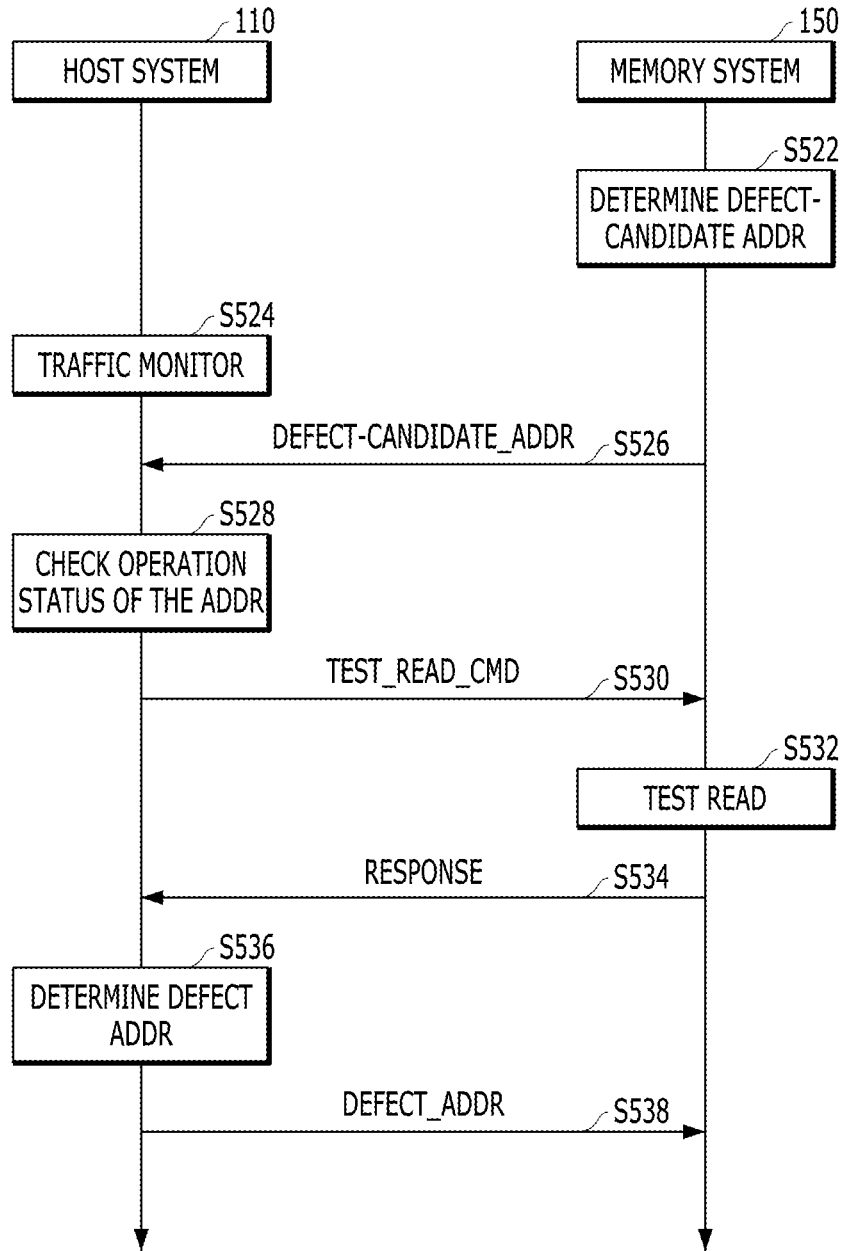 110
150
HOST SYSTEM
MEMORY SYSTEM
S522
DETERMINE DEFECT-
CANDIDATE ADDR
S524
TRAFFIC MONITOR
DEFECT-CANDIDATE_ADDR
S526
S528
CHECK OPERATION
STATUS OF THE ADDR
TEST_READ_CMD
S530
S532
TEST READ
RESPONSE
S534
S536
DETERMINE DEFECT
ADDR
DEFECT_ADDR
S538